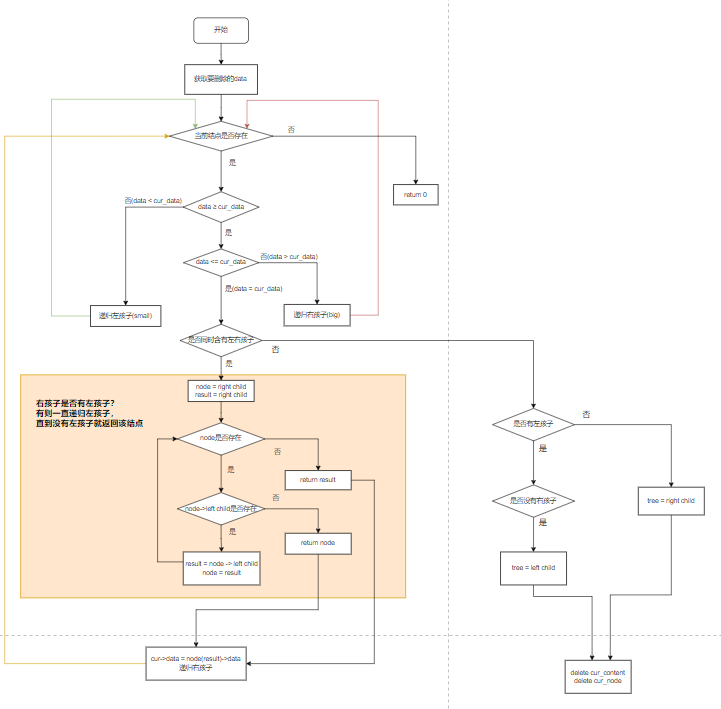 开始
获取要删除的data
当前结点是否存在
否
是
return 0
否(data < cur_data)
data ≥ cur_data
是
data <= cur_data
否(data > cur_data)
是(data = cur_data)
递归左孩子(small)
递归右孩子(big)
是否同时含有左右孩子
否
是
右孩子是否有左孩子?
有则一直递归左孩子,
直到没有左孩子就返回该结点
node = right child
result = right child
node是否存在
否
是
return result
node->left child是否存在
否
是
return node
result = node -> left child
node = result
cur->data = node(result)->data
递归右孩子
是否有左孩子
否
是
是否没有右孩子
是
tree = right child
tree = left child
delete cur_content
delete cur_node